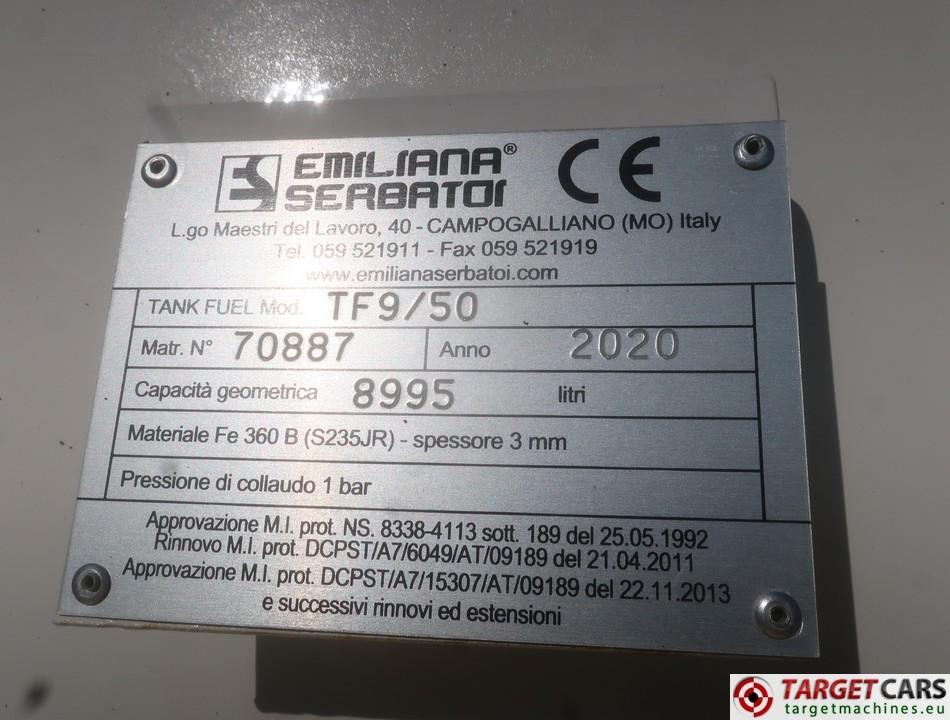 EMILIANA®
SERBATOI
CE
L.go Maestri del Lavoro, 40 - CAMPOGALLIANO (MO) Italy
Tel. 059 521911 - Fax 059 521919
www.emilianaserbatoi.com
TANK FUEL Mod. TF9/50
Matr. N° 70887 Anno 2020
Capacità geometrica 8995 litri
Materiale Fe 360 B (S235JR) - spessore 3 mm
Pressione di collaudo 1 bar
Approvazione M.I. prot. NS. 8338-4113 sott. 189 del 25.05.1992
Rinnovo M.I. prot. DCPST/A7/6049/AT/09189 del 21.04.2011
Approvazione M.I. prot. DCPST/A7/15307/AT/09189 del 22.11.2013
e successivi rinnovi ed estensioni
TARGETCARS
targetmachines.eu